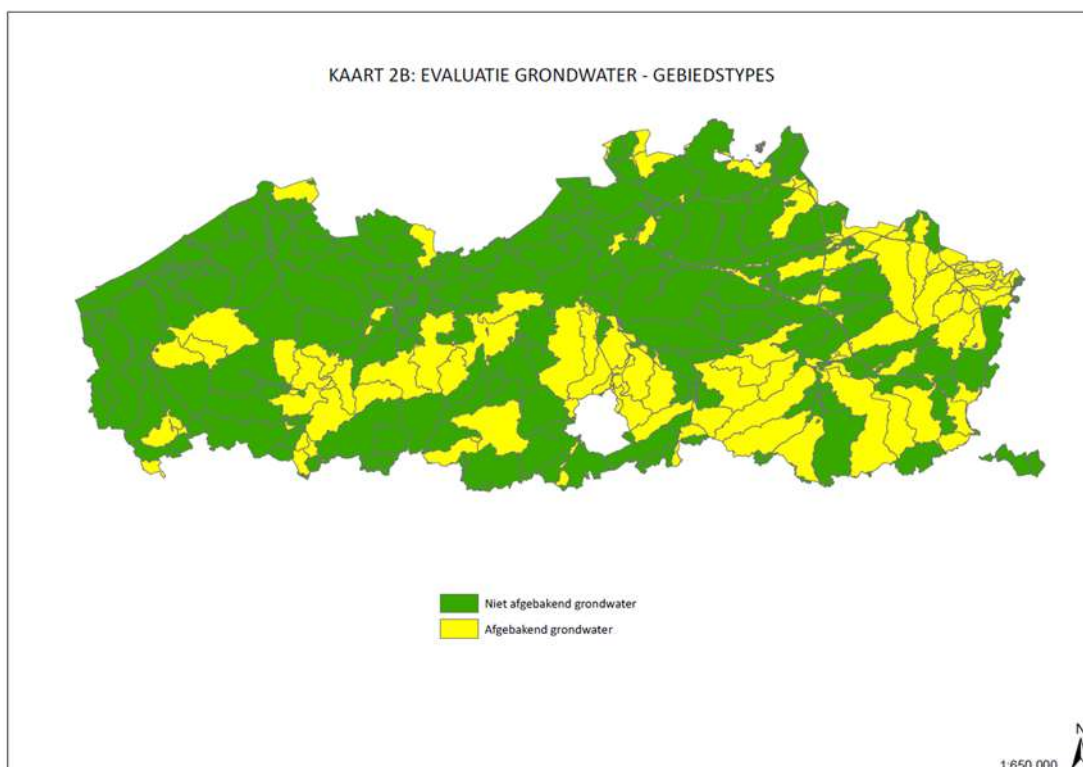 KAART 2B: EVALUATIE GRONDWATER - GEBIEDSTYPES
Niet afgebakend grondwater
Afgebakend grondwater
N
1:650.000